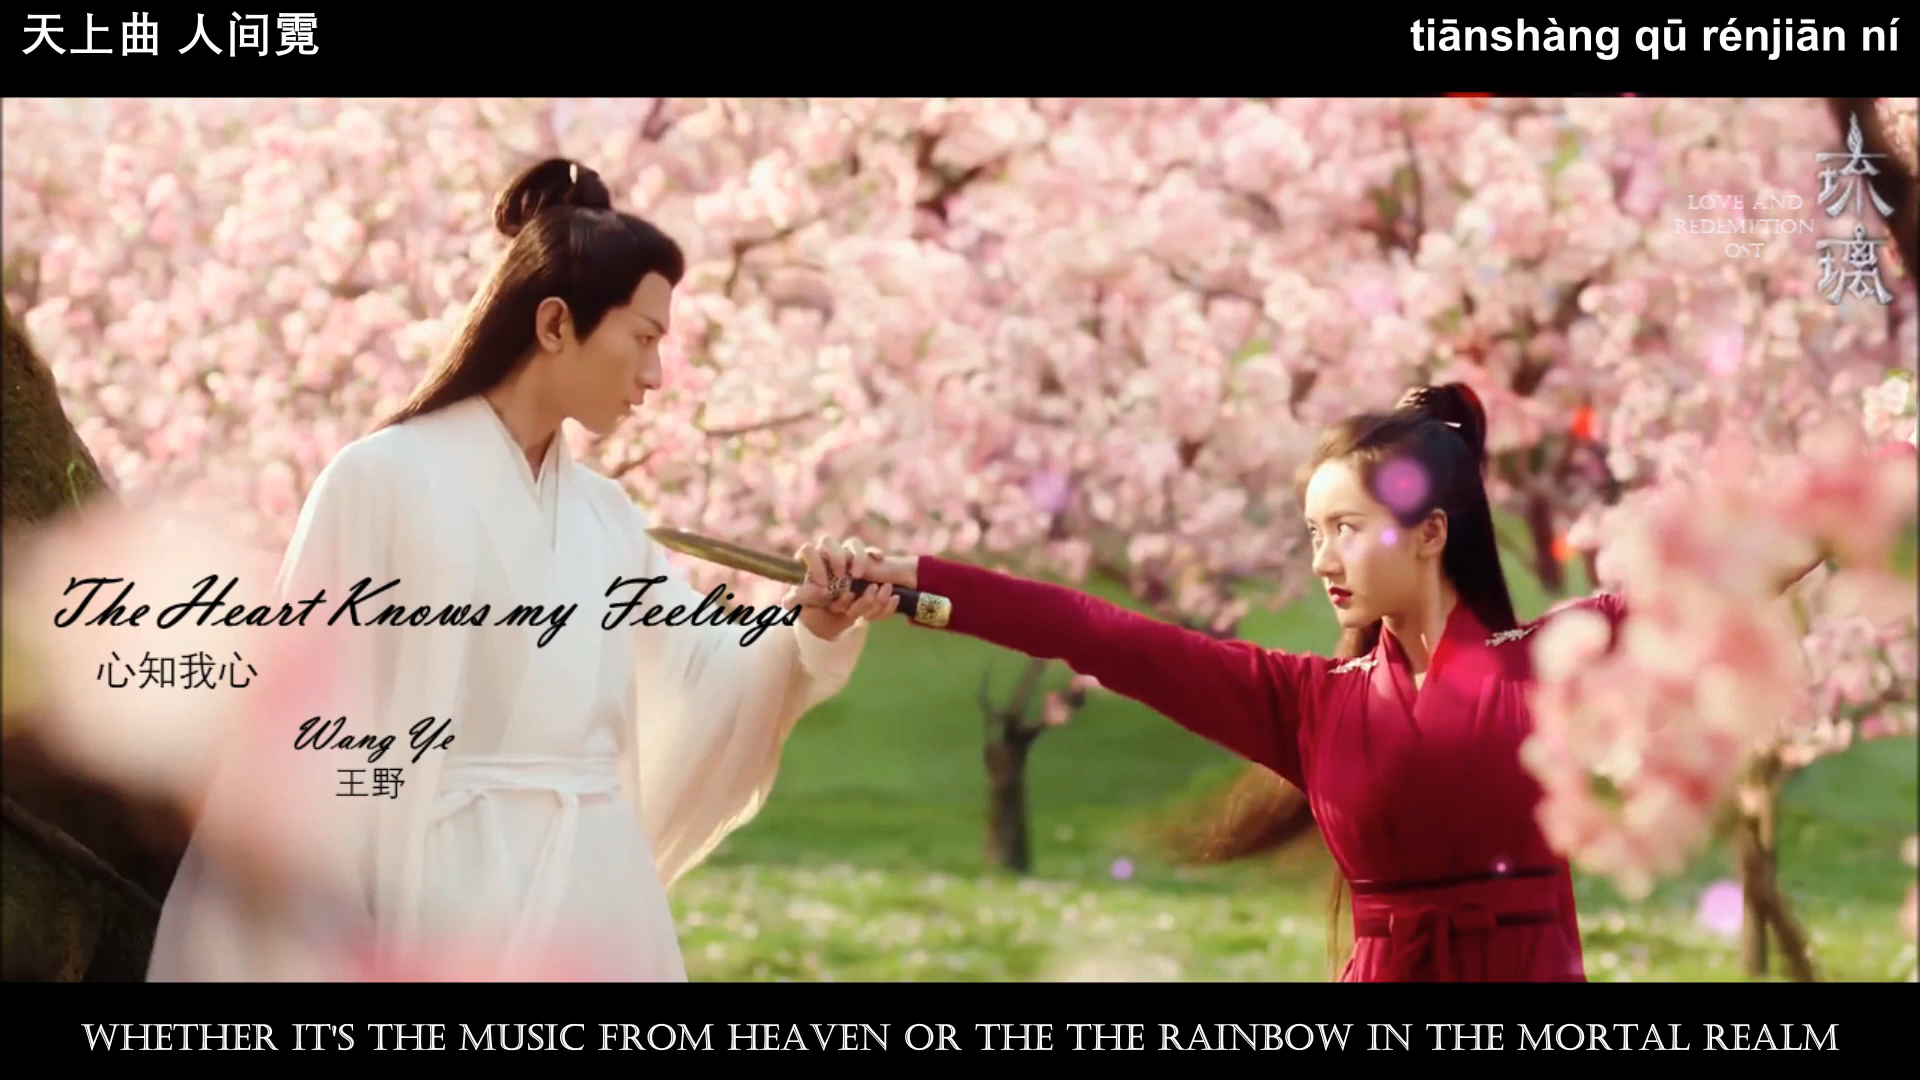 天上曲 人间霓
tiānshàng qū rénjiān ní
LOVE AND
REDEMPTION
OST
琉
璃
The Heart Knows my Feelings
心知我心
Wang Ye
王野
WHETHER IT'S THE MUSIC FROM HEAVEN OR THE THE RAINBOW IN THE MORTAL REALM